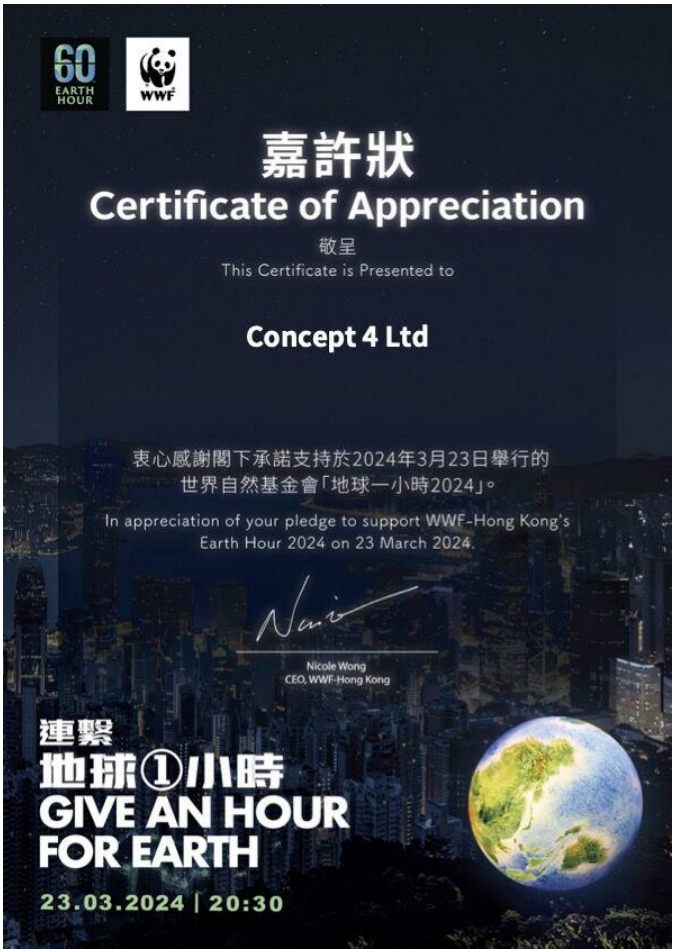 60
EARTH
HOUR
WWF
嘉許狀
Certificate of Appreciation
敬呈
This Certificate is Presented to
Concept 4 Ltd
衷心感謝閣下承諾支持於2024年3月23日舉行的
世界自然基金會「地球一小時2024」。
In appreciation of your pledge to support WWF-Hong Kong's
Earth Hour 2024 on 23 March 2024.
Nicole Wong
CEO, WWF-Hong Kong
連繫
地球①小時
GIVE AN HOUR
FOR EARTH
23.03.2024 | 20:30